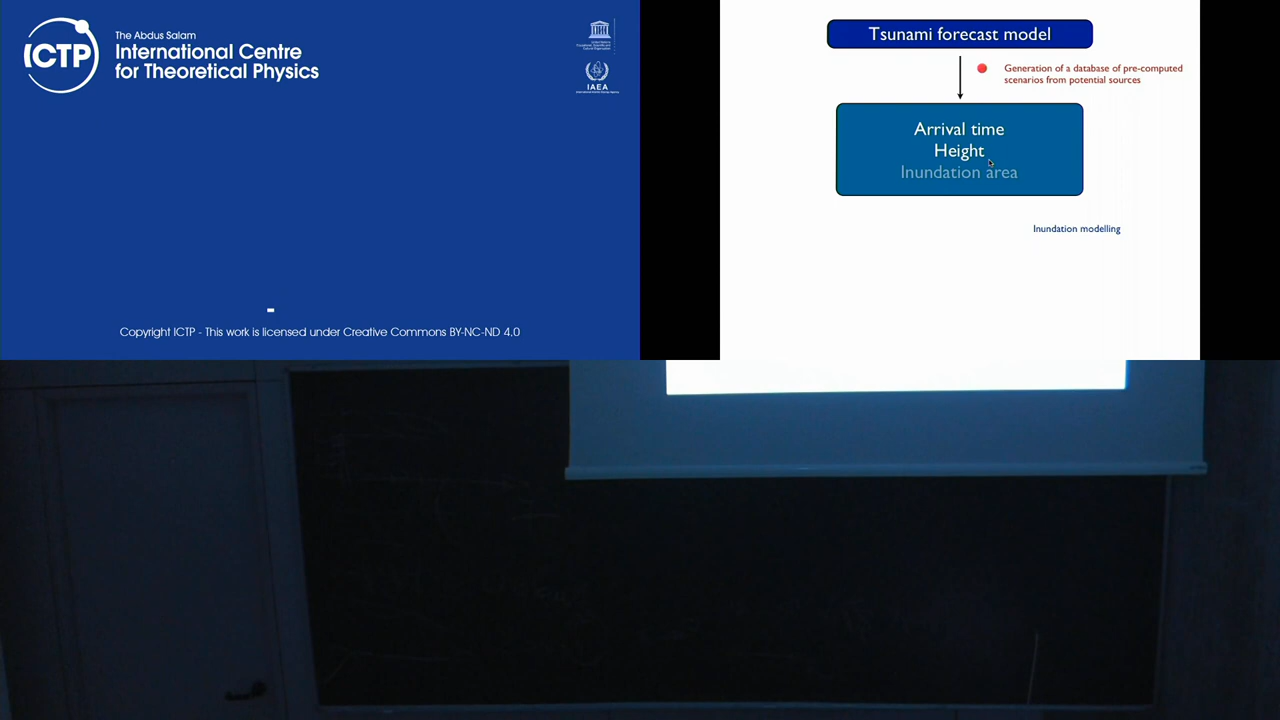 ICTP
The Abdus Salam
International Centre
for Theoretical Physics
IAEA
-
Copyright ICTP - This work is licensed under Creative Commons BY-NC-ND 4.0
Tsunami forecast model
Generation of a database of pre-computed
scenarios from potential sources
Arrival time
Height
Inundation area
Inundation modelling